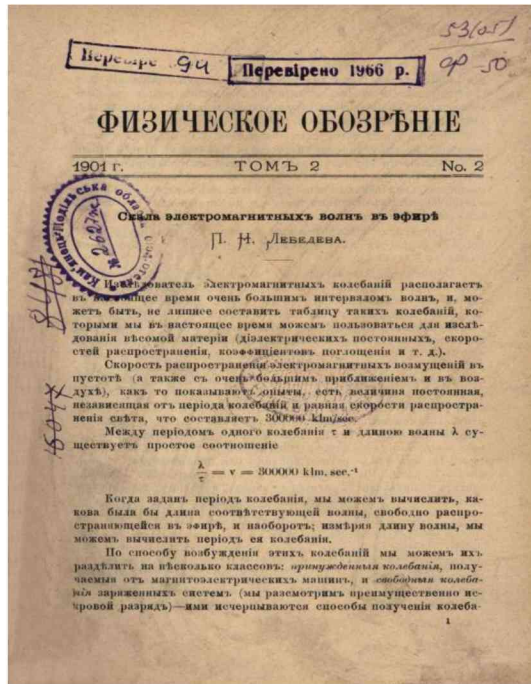 53(05)
Перевірено 1966 р.
ФИЗИЧЕСКОЕ ОБОЗРѢНІЕ
1901 г. ТОМЪ 2 No. 2
Скала электромагнитныхъ волнъ въ эфирѣ
П. Н. ЛЕБЕДЕВА.
Изслѣдователь электромагнитныхъ колебаній располагаетъ
въ настоящее время очень большимъ интерваломъ волнъ, и, мо-
жетъ быть, не лишнее составить таблицу такихъ колебаній, ко-
торыми мы въ настоящее время можемъ пользоваться для изслѣ-
дованія вѣсомой матеріи (діэлектрическихъ постоянныхъ, скоро-
стей распространенія, коэффиціентовъ поглощенія и т. д.).
Скорость распространенія электромагнитныхъ возмущеній въ
пустотѣ (а также съ очень большимъ приближеніемъ и въ воз-
духѣ), какъ то показываютъ опыты, есть величина постоянная,
независящая отъ періода колебаній и равная скорости распростра-
ненія свѣта, что составляетъ 300000 klm/sec.
Между періодомъ одного колебанія τ и длиною волны λ су-
ществуетъ простое соотношеніе
λ/τ = v = 300000 klm. sec.⁻¹
Когда заданъ періодъ колебанія, мы можемъ вычислить, ка-
кова была бы длина соотвѣтствующей волны, свободно распро-
страняющейся въ эфирѣ, и наоборотъ; измѣряя длину волны, мы
можемъ вычислить періодъ ея колебаній.
По способу возбужденія этихъ колебаній мы можемъ ихъ
раздѣлить на нѣсколько классовъ: принужденныя колебанія, полу-
чаемыя отъ магнитоэлектрическихъ машинъ, и свободныя колеба-
нія заряженныхъ системъ (мы разсмотримъ преимущественно ис-
кровой разрядъ)—ими исчерпываются способы полученія колеба-
1